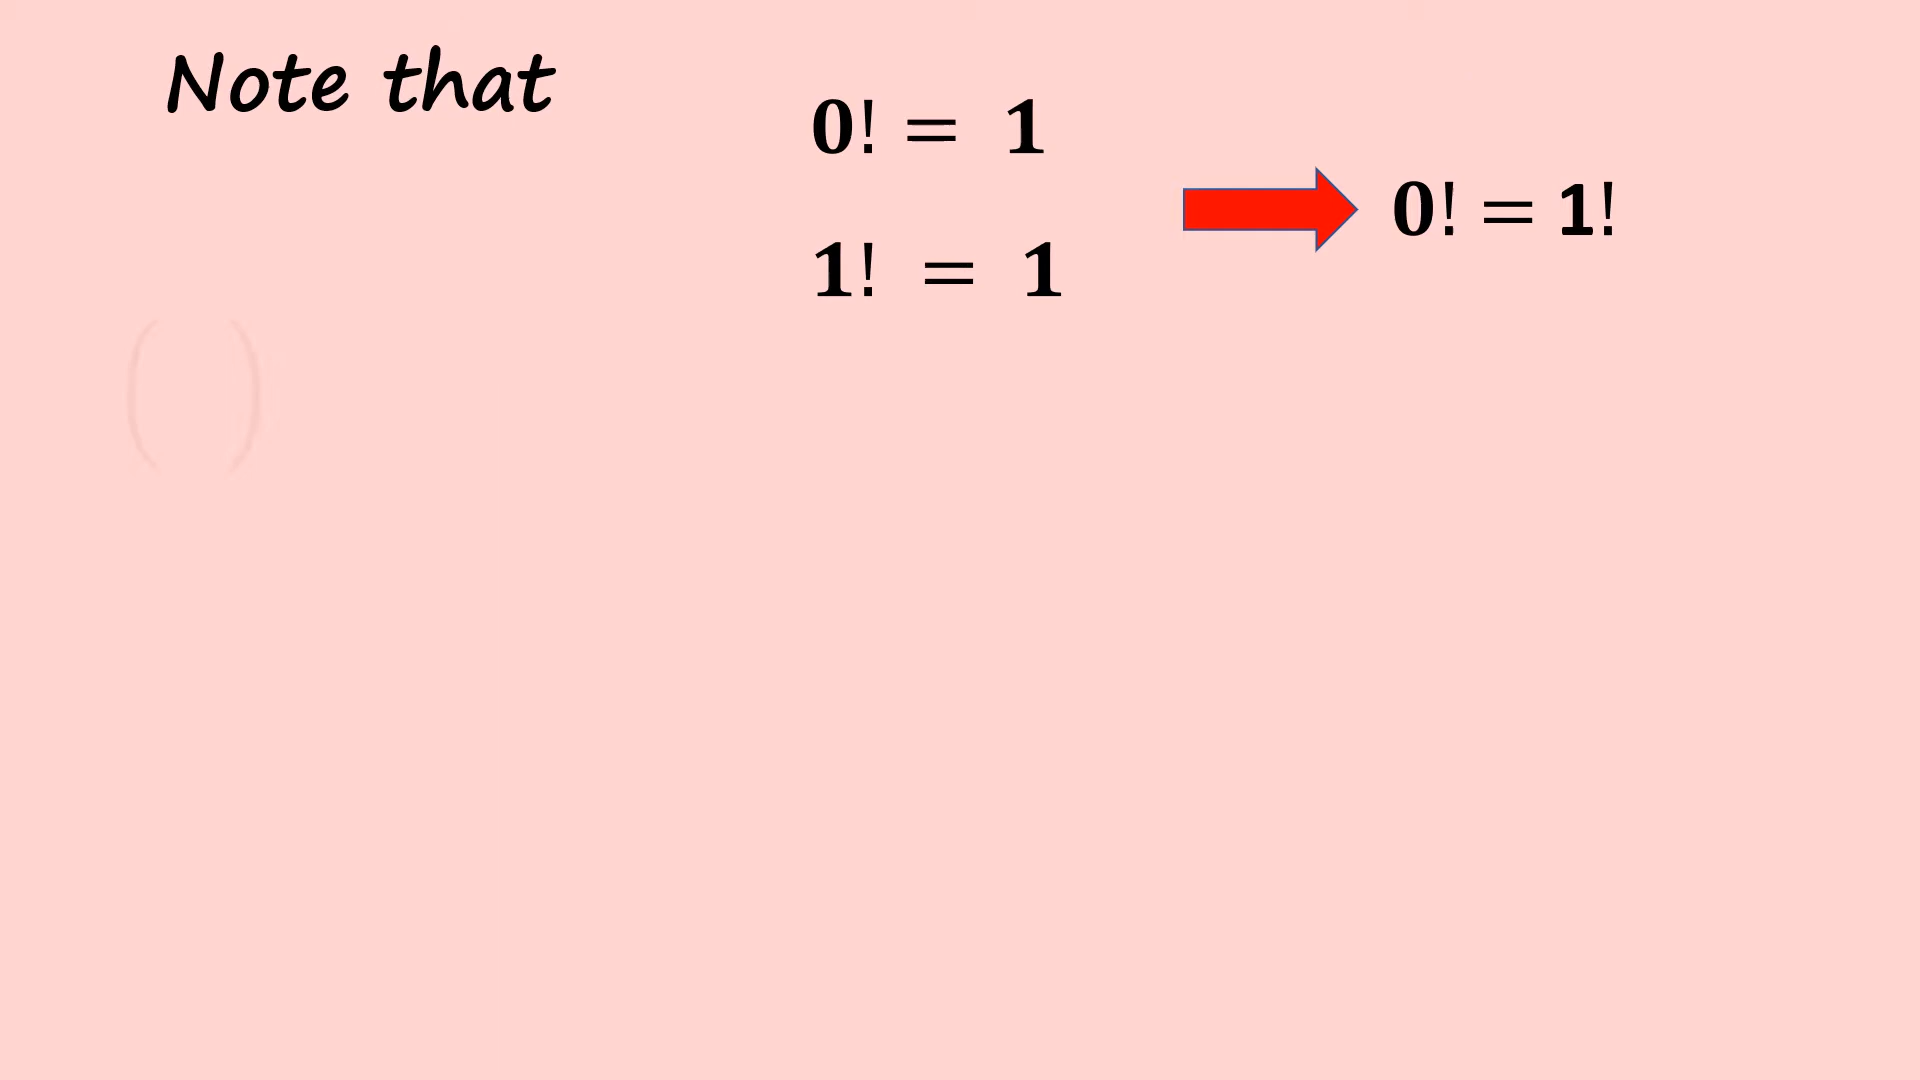 Note that
0! = 1
0! = 1!
1! = 1